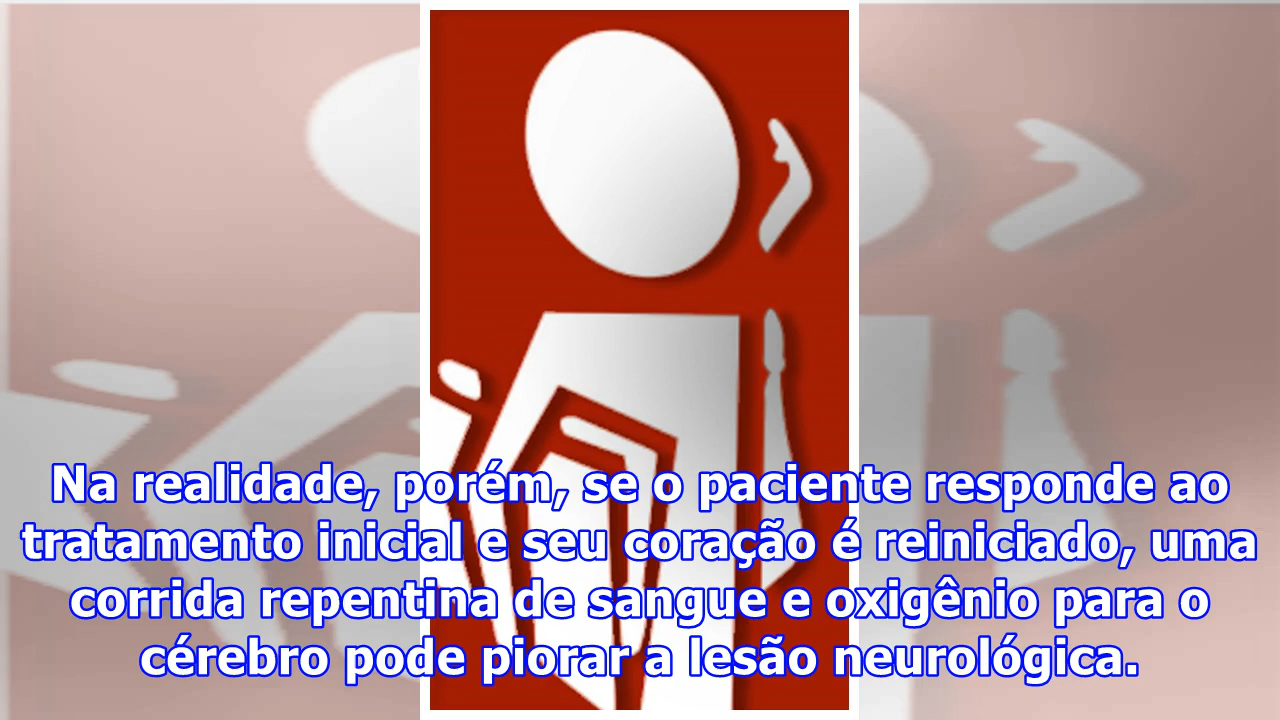 Na realidade, porém, se o paciente responde ao
tratamento inicial e seu coração é reiniciado, uma
corrida repentina de sangue e oxigênio para o
cérebro pode piorar a lesão neurológica.